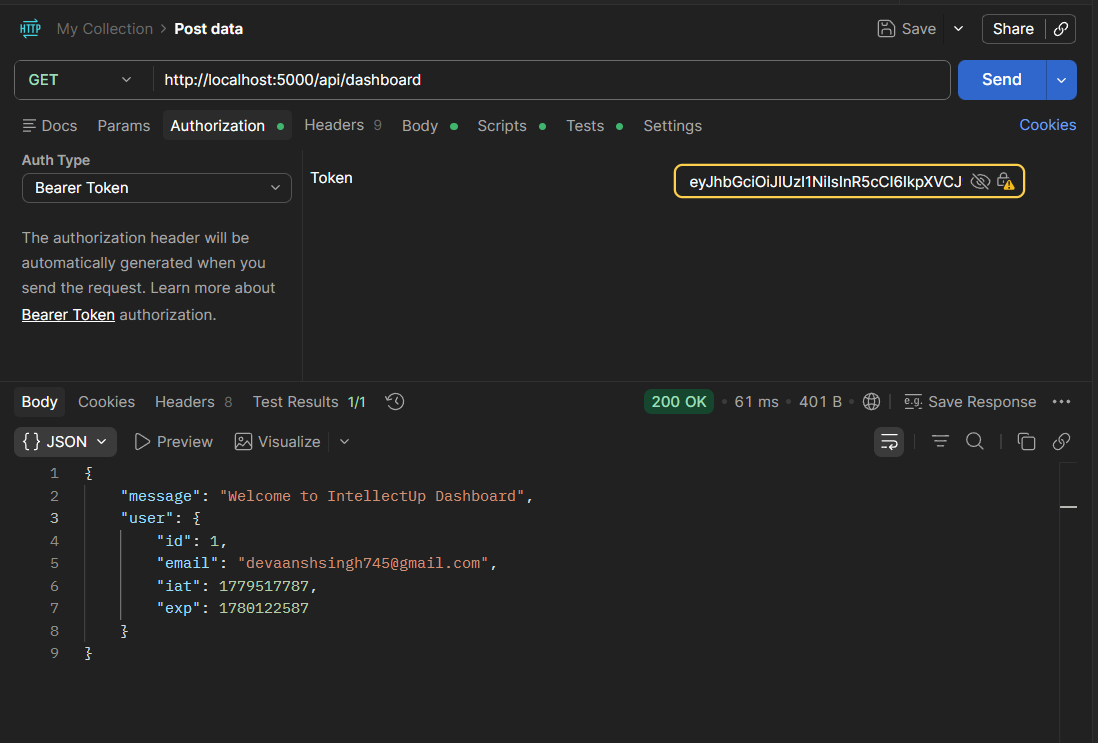 HTTP My Collection > Post data Save Share
GET http://localhost:5000/api/dashboard Send
Docs Params Authorization Headers 9 Body Scripts Tests Settings Cookies
Auth Type
Bearer Token
Token
The authorization header will be
automatically generated when you
send the request. Learn more about
Bearer Token authorization.
Body Cookies Headers 8 Test Results 1/1 200 OK 61 ms 401 B e.g. Save Response
{} JSON Preview Visualize
1 {
2 "message": "Welcome to IntellectUp Dashboard",
3 "user": {
4 "id": 1,
5 "email": "devaanshsingh745@gmail.com",
6 "iat": 1779517787,
7 "exp": 1780122587
8 }
9 }